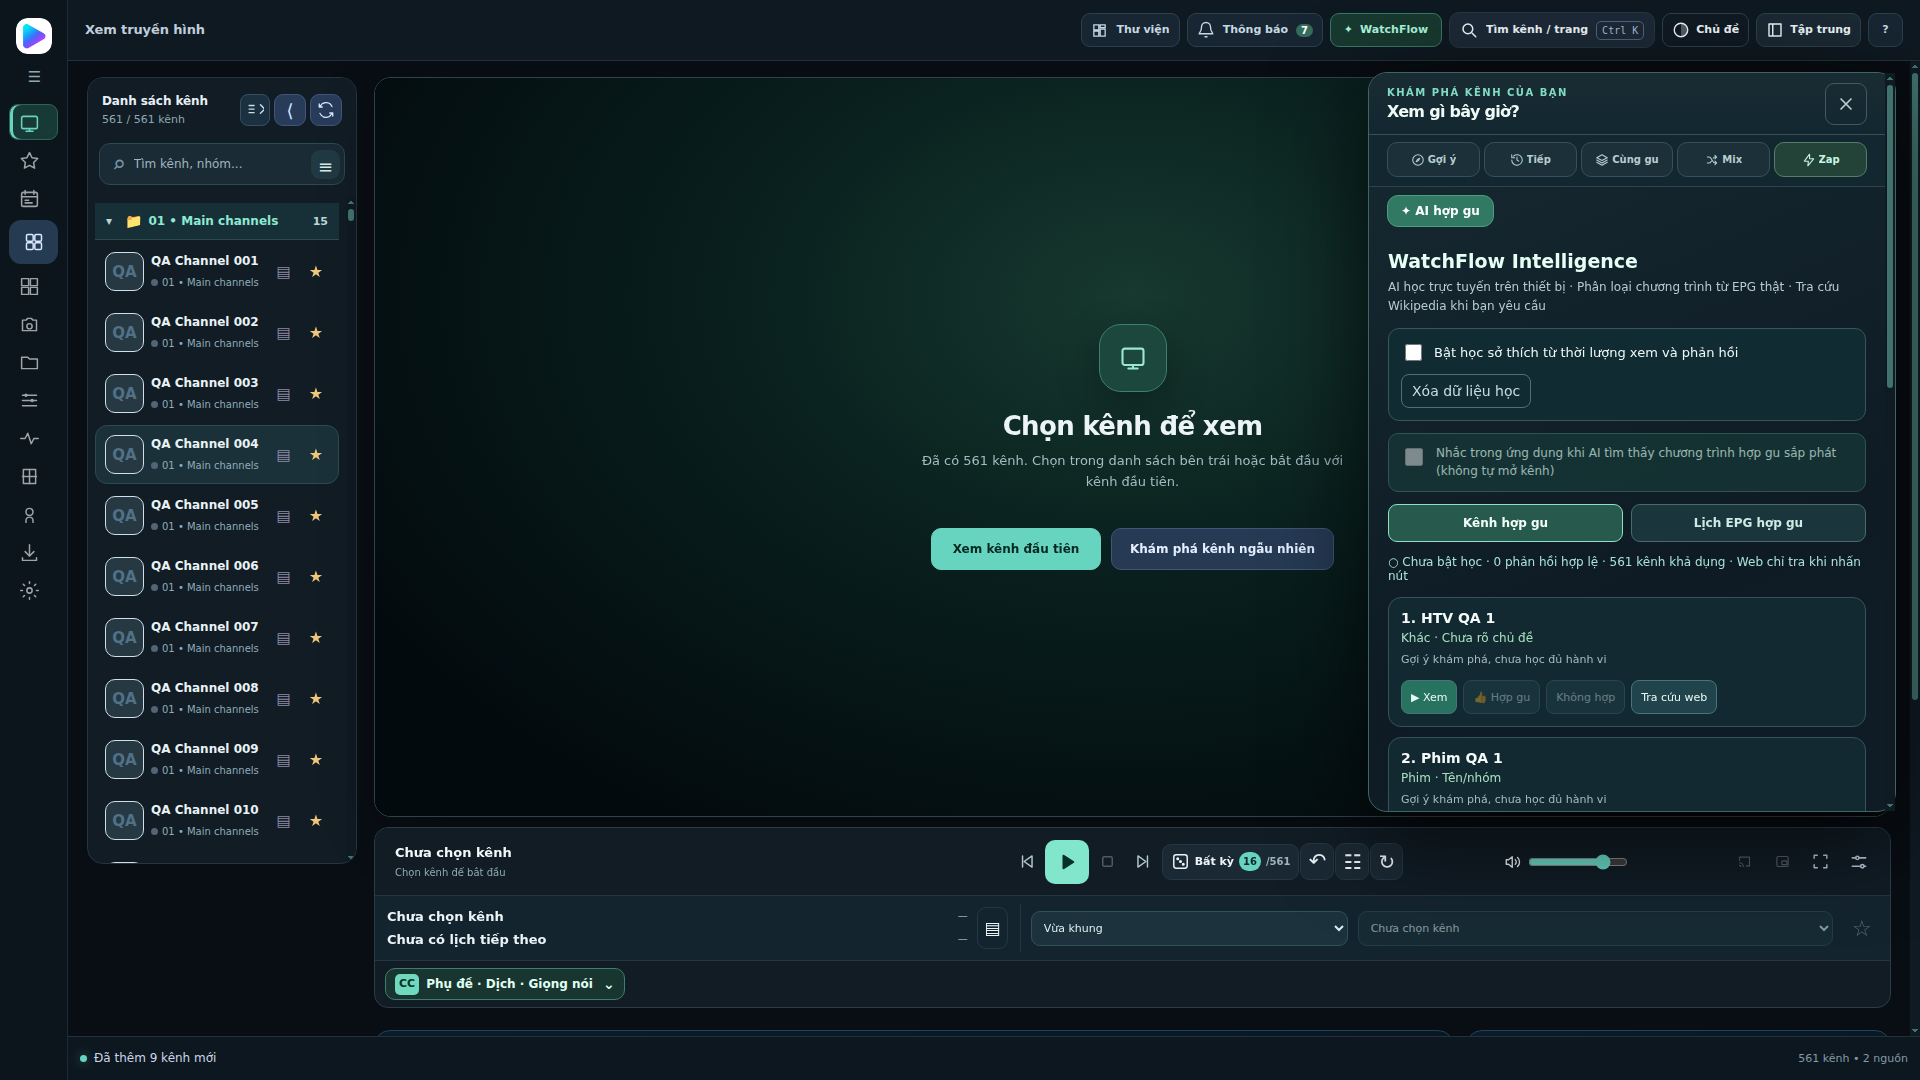 Xem truyền hình
Thư viện
Thông báo 7
✦ WatchFlow
Tìm kênh / trang Ctrl K
Chủ đề
Tập trung
?
Danh sách kênh
561 / 561 kênh
Tìm kênh, nhóm...
01 • Main channels 15
QA QA Channel 001
01 • Main channels
QA QA Channel 002
01 • Main channels
QA QA Channel 003
01 • Main channels
QA QA Channel 004
01 • Main channels
QA QA Channel 005
01 • Main channels
QA QA Channel 006
01 • Main channels
QA QA Channel 007
01 • Main channels
QA QA Channel 008
01 • Main channels
QA QA Channel 009
01 • Main channels
QA QA Channel 010
01 • Main channels
Chọn kênh để xem
Đã có 561 kênh. Chọn trong danh sách bên trái hoặc bắt đầu với
kênh đầu tiên.
Xem kênh đầu tiên
Khám phá kênh ngẫu nhiên
KHÁM PHÁ KÊNH CỦA BẠN
Xem gì bây giờ?
Gợi ý
Tiếp
Cùng gu
Mix
Zap
✦ AI hợp gu
WatchFlow Intelligence
AI học trực tuyến trên thiết bị · Phân loại chương trình từ EPG thật · Tra cứu
Wikipedia khi bạn yêu cầu
Bật học sở thích từ thời lượng xem và phản hồi
Xóa dữ liệu học
Nhắc trong ứng dụng khi AI tìm thấy chương trình hợp gu sắp phát
(không tự mở kênh)
Kênh hợp gu
Lịch EPG hợp gu
○ Chưa bật học · 0 phản hồi hợp lệ · 561 kênh khả dụng · Web chỉ tra khi nhấn
nút
1. HTV QA 1
Khác · Chưa rõ chủ đề
Gợi ý khám phá, chưa học đủ hành vi
▶ Xem
👍 Hợp gu
Không hợp
Tra cứu web
2. Phim QA 1
Phim · Tên/nhóm
Gợi ý khám phá, chưa học đủ hành vi
Chưa chọn kênh
Chọn kênh để bắt đầu
Bất kỳ 16 /561
Chưa chọn kênh —
Chưa có lịch tiếp theo —
Vừa khung
Chưa chọn kênh
CC Phụ đề · Dịch · Giọng nói
Đã thêm 9 kênh mới
561 kênh • 2 nguồn